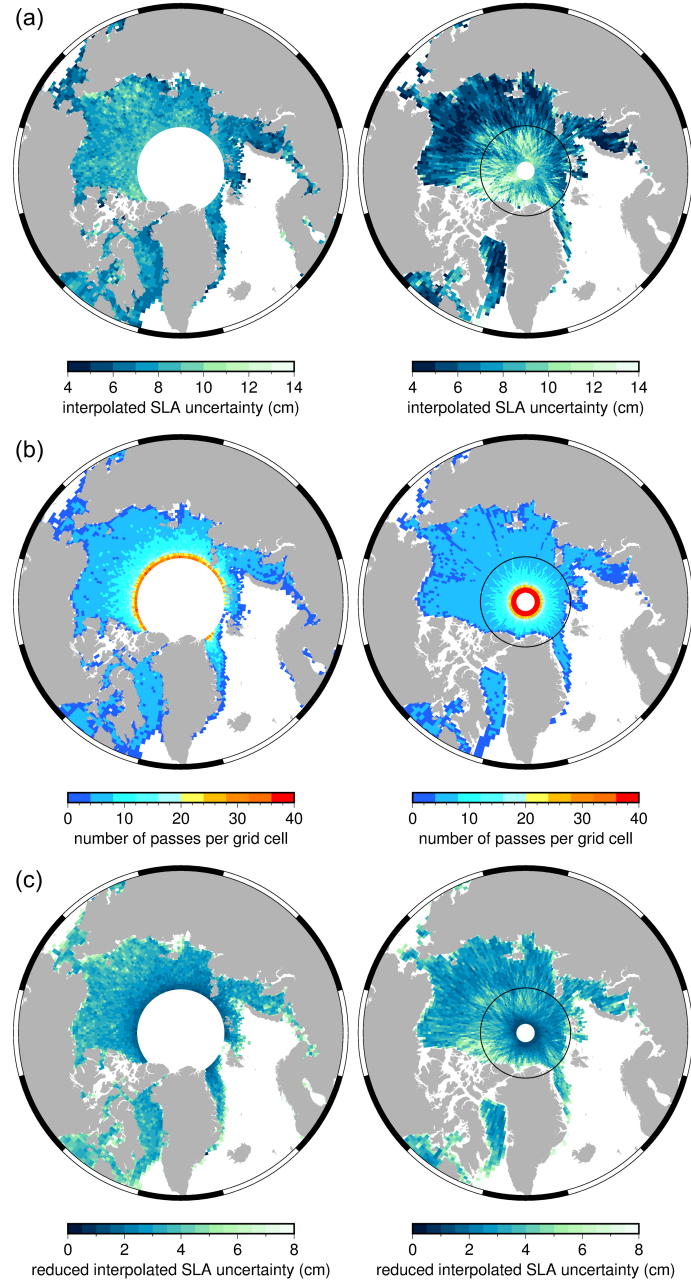 (a)
4 6 8 10 12 14
interpolated SLA uncertainty (cm)
4 6 8 10 12 14
interpolated SLA uncertainty (cm)
(b)
0 10 20 30 40
number of passes per grid cell
0 10 20 30 40
number of passes per grid cell
(c)
0 2 4 6 8
reduced interpolated SLA uncertainty (cm)
0 2 4 6 8
reduced interpolated SLA uncertainty (cm)